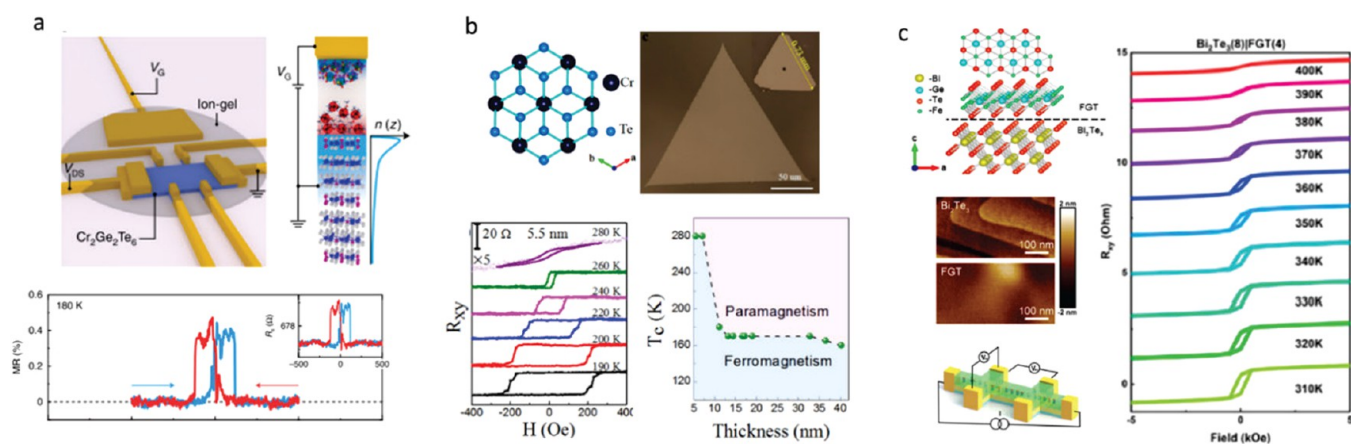 a
V_G
Ion-gel
V_DS
Cr₂Ge₂Te₆
V_G
n (z)
MR (%)
0.6
0.4
0.2
0.0
180 K
R_s (Ω)
678
-500
0
500
b
Cr
Te
b
a
c
0.21 mm
50 μm
R_xy
20 Ω
×5
5.5 nm
280 K
260 K
240 K
220 K
200 K
190 K
-400
-200
0
200
400
H (Oe)
Tc (K)
280
240
200
160
120
Paramagnetism
Ferromagnetism
5
10
15
20
25
30
35
40
Thickness (nm)
c
-Bi
-Ge
-Te
-Fe
FGT
Bi₂Te₃
c
a
Bi₂Te₃
100 nm
FGT
100 nm
2 nm
-2 nm
Bi₂Te₃(8)|FGT(4)
R_xy (Ohm)
15
10
5
0
400K
390K
380K
370K
360K
350K
340K
330K
320K
310K
-5
0
5
Field (kOe)